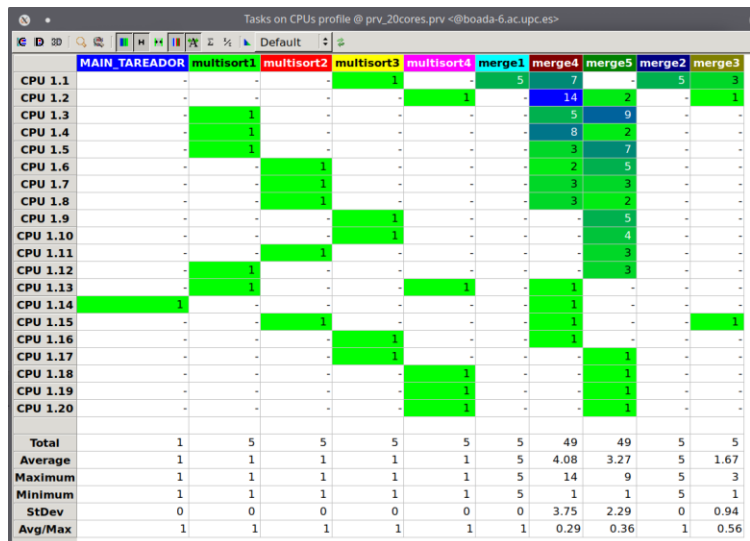 Tasks on CPUs profile @ prv_20cores.prv <@boada-6.ac.upc.es>
IC ID 3D Σ ½ Default
MAIN_TAREADOR multisort1 multisort2 multisort3 multisort4 merge1 merge4 merge5 merge2 merge3
CPU 1.1 - - - 1 - 5 7 - 5 3
CPU 1.2 - - - - 1 - 14 2 - 1
CPU 1.3 - 1 - - - - 5 9 - -
CPU 1.4 - 1 - - - - 8 2 - -
CPU 1.5 - 1 - - - - 3 7 - -
CPU 1.6 - - 1 - - - 2 5 - -
CPU 1.7 - - 1 - - - 3 3 - -
CPU 1.8 - - 1 - - - 3 2 - -
CPU 1.9 - - - 1 - - - 5 - -
CPU 1.10 - - - 1 - - - 4 - -
CPU 1.11 - - 1 - - - - 3 - -
CPU 1.12 - 1 - - - - - 3 - -
CPU 1.13 - 1 - - 1 - 1 - - -
CPU 1.14 1 - - - - - 1 - - -
CPU 1.15 - - 1 - - - 1 - - 1
CPU 1.16 - - - 1 - - 1 - - -
CPU 1.17 - - - 1 - - - 1 - -
CPU 1.18 - - - - 1 - - 1 - -
CPU 1.19 - - - - 1 - - 1 - -
CPU 1.20 - - - - 1 - - 1 - -
Total 1 5 5 5 5 5 49 49 5 5
Average 1 1 1 1 1 5 4.08 3.27 5 1.67
Maximum 1 1 1 1 1 5 14 9 5 3
Minimum 1 1 1 1 1 5 1 1 5 1
StDev 0 0 0 0 0 0 3.75 2.29 0 0.94
Avg/Max 1 1 1 1 1 1 0.29 0.36 1 0.56